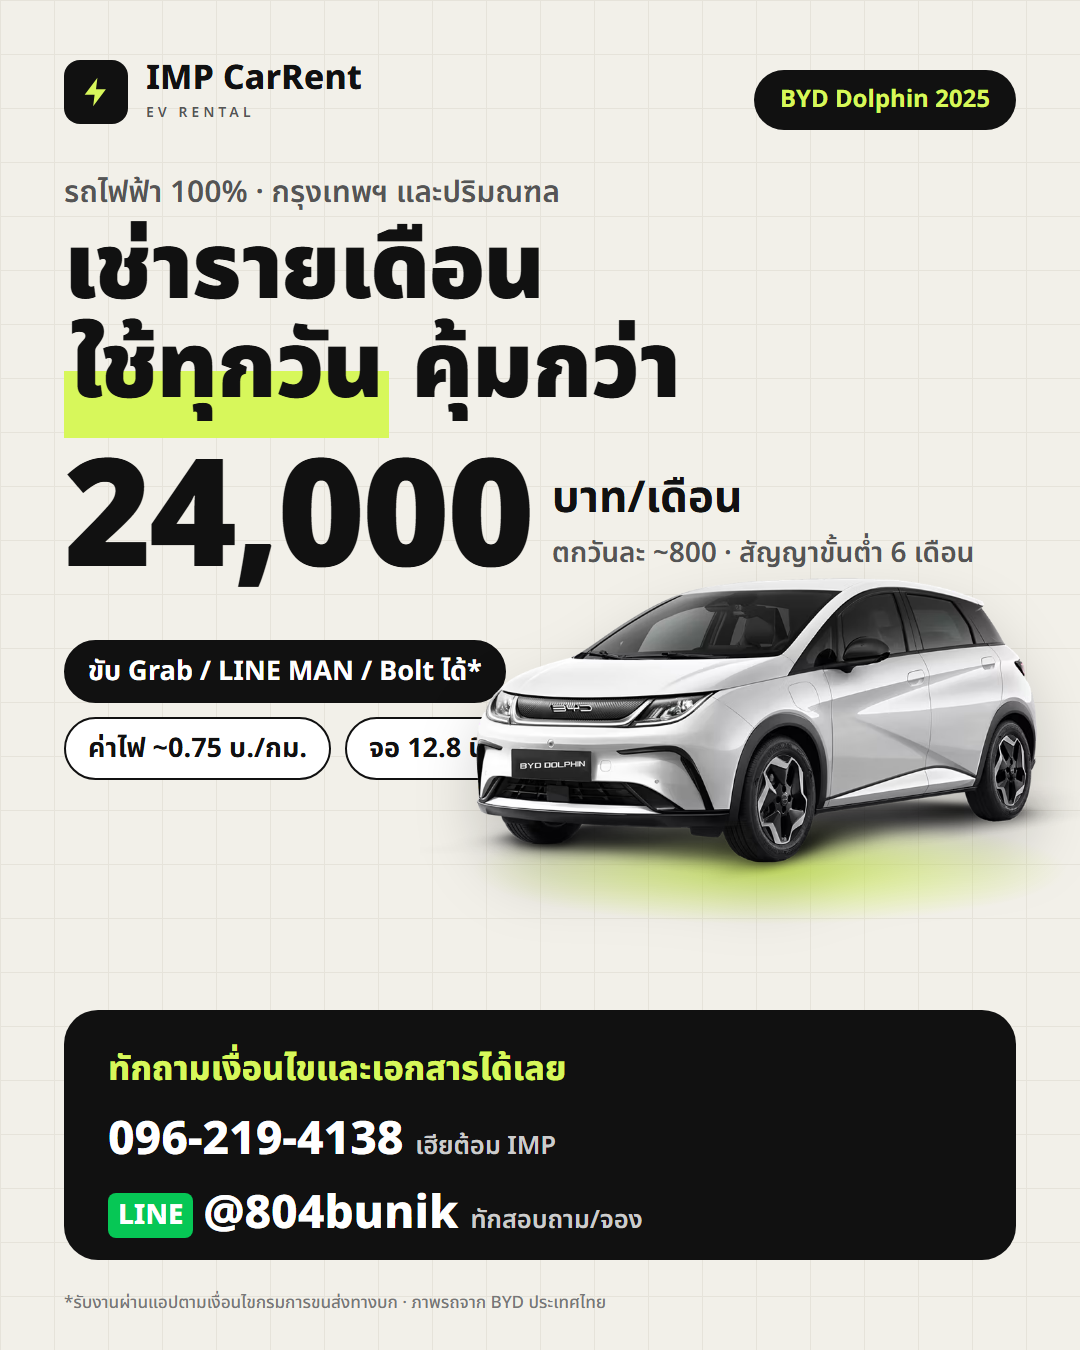 IMP CarRent
EV RENTAL
BYD Dolphin 2025
รถไฟฟ้า 100% · กรุงเทพฯ และปริมณฑล
เช่ารายเดือน
ใช้ทุกวัน คุ้มกว่า
24,000 บาท/เดือน
ตกวันละ ~800 · สัญญาขั้นต่ำ 6 เดือน
ขับ Grab / LINE MAN / Bolt ได้*
ค่าไฟ ~0.75 บ./กม.
จอ 12.8
BYD
BYD DOLPHIN
ทักถามเงื่อนไขและเอกสารได้เลย
096-219-4138 เฮียต้อม IMP
LINE @804bunik ทักสอบถาม/จอง
*รับงานผ่านแอปตามเงื่อนไขกรมการขนส่งทางบก · ภาพรถจาก BYD ประเทศไทย